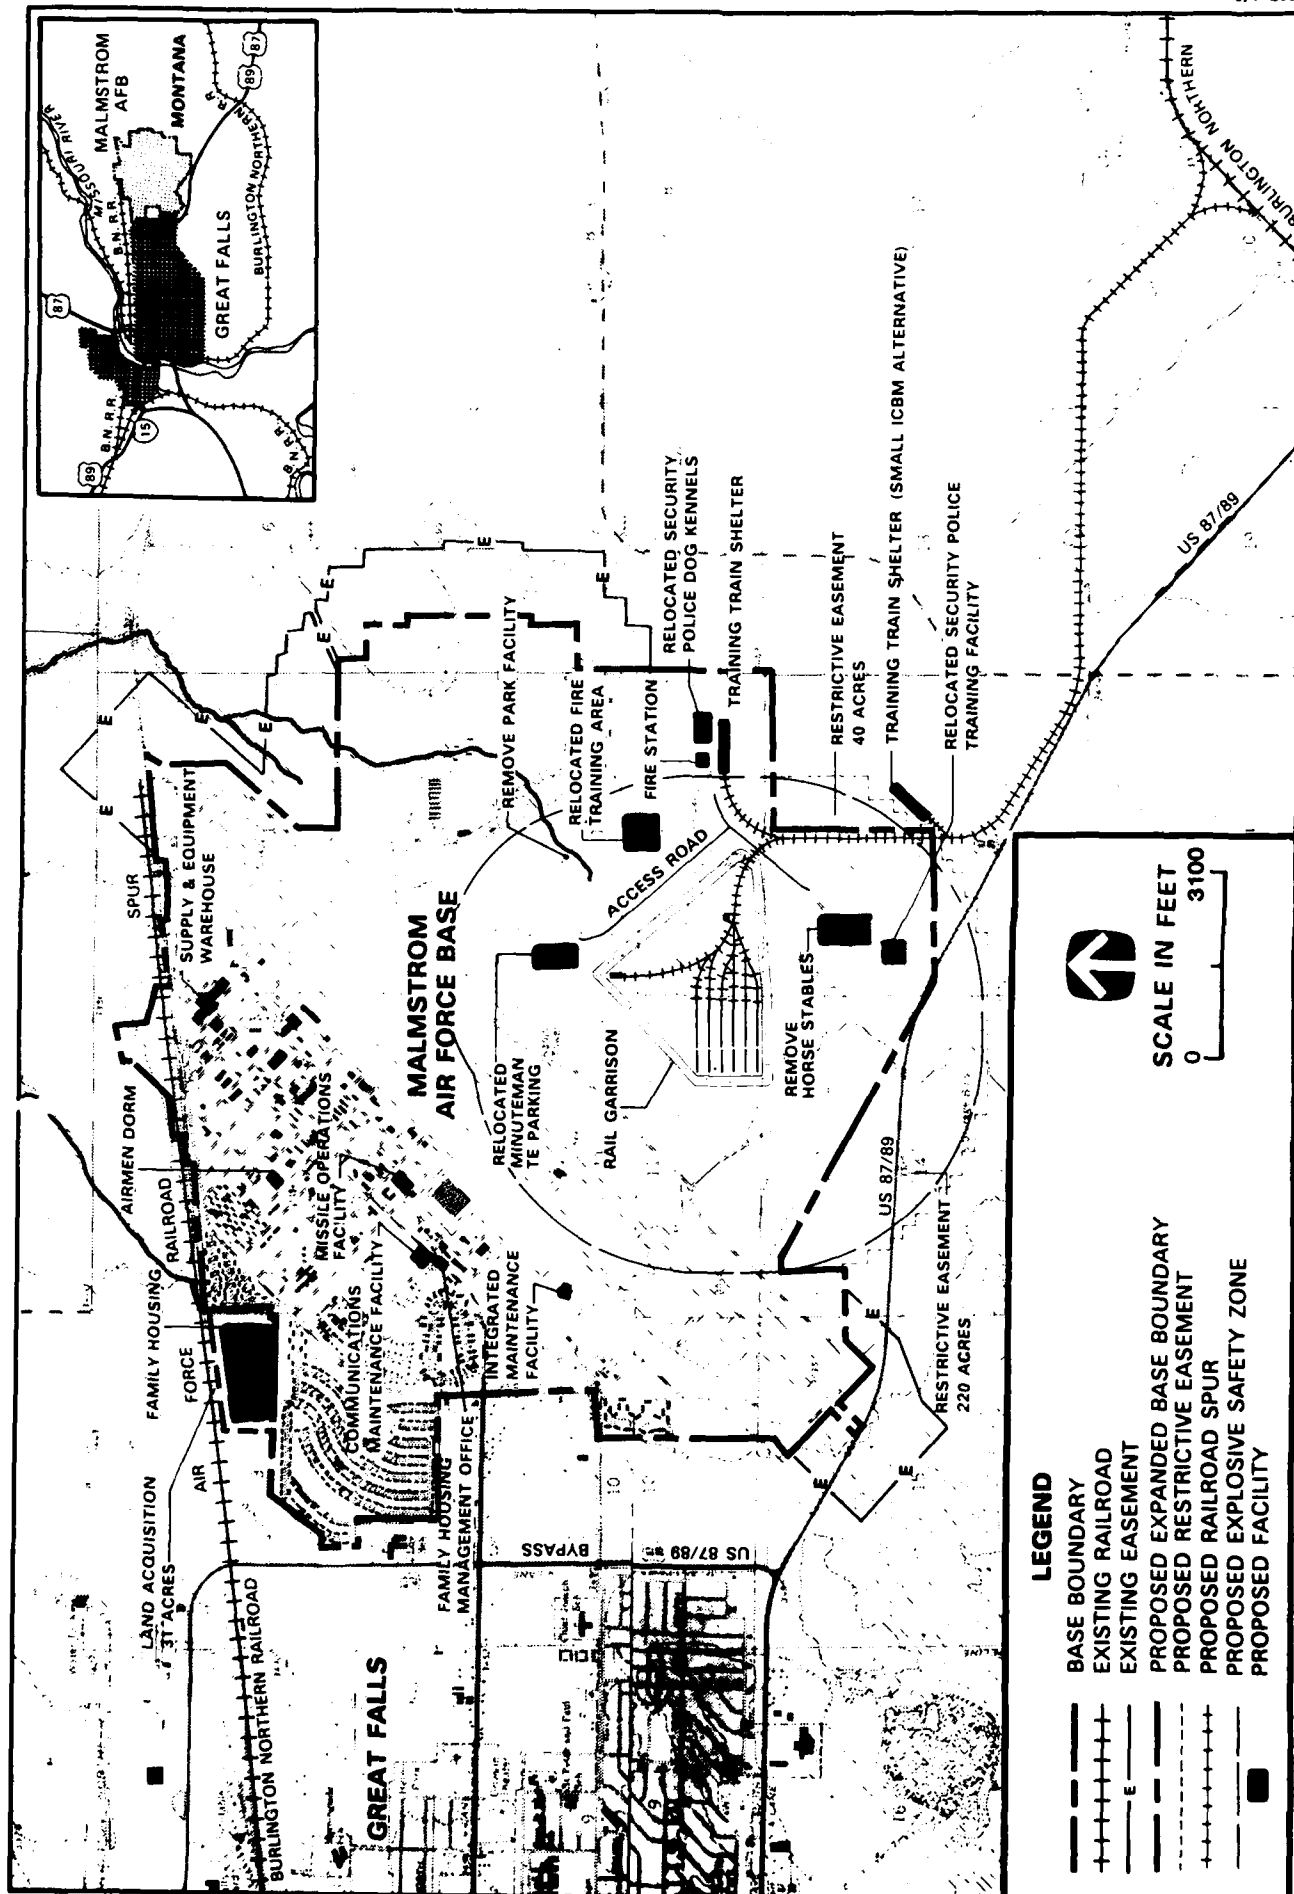 MISSOURI RIVER
MALMSTROM
AFB
MONTANA
87
89
B.N. R.R.
87
GREAT FALLS
BURLINGTON NORTHERN R.R.
B.N. R.R.
89
15
B.N. R.R.
BURLINGTON NORTHERN
US 87/89
LAND ACQUISITION
31 ACRES
FAMILY HOUSING
AIRMEN DORM
SPUR
SUPPLY & EQUIPMENT
WAREHOUSE
AIR
FORCE
RAILROAD
BURLINGTON NORTHERN RAILROAD
MISSILE OPERATIONS
FACILITY
COMMUNICATIONS
MAINTENANCE FACILITY
FAMILY HOUSING
MANAGEMENT OFFICE
INTEGRATED
MAINTENANCE
FACILITY
MALMSTROM
AIR FORCE BASE
REMOVE PARK FACILITY
RELOCATED FIRE
TRAINING AREA
FIRE STATION
RELOCATED SECURITY
POLICE DOG KENNELS
TRAINING TRAIN SHELTER
ACCESS ROAD
RELOCATED
MINUTEMAN
TE PARKING
RAIL GARRISON
REMOVE
HORSE STABLES
RESTRICTIVE EASEMENT
40 ACRES
TRAINING TRAIN SHELTER (SMALL ICBM ALTERNATIVE)
RELOCATED SECURITY POLICE
TRAINING FACILITY
US 87/89
RESTRICTIVE EASEMENT
220 ACRES
GREAT FALLS
US 87/89
BYPASS
E
E
E
E
E
E
E
E
E
E
E
E
10
9
16
LEGEND
BASE BOUNDARY
EXISTING RAILROAD
E
EXISTING EASEMENT
PROPOSED EXPANDED BASE BOUNDARY
PROPOSED RESTRICTIVE EASEMENT
PROPOSED RAILROAD SPUR
PROPOSED EXPLOSIVE SAFETY ZONE
PROPOSED FACILITY
SCALE IN FEET
0 3100